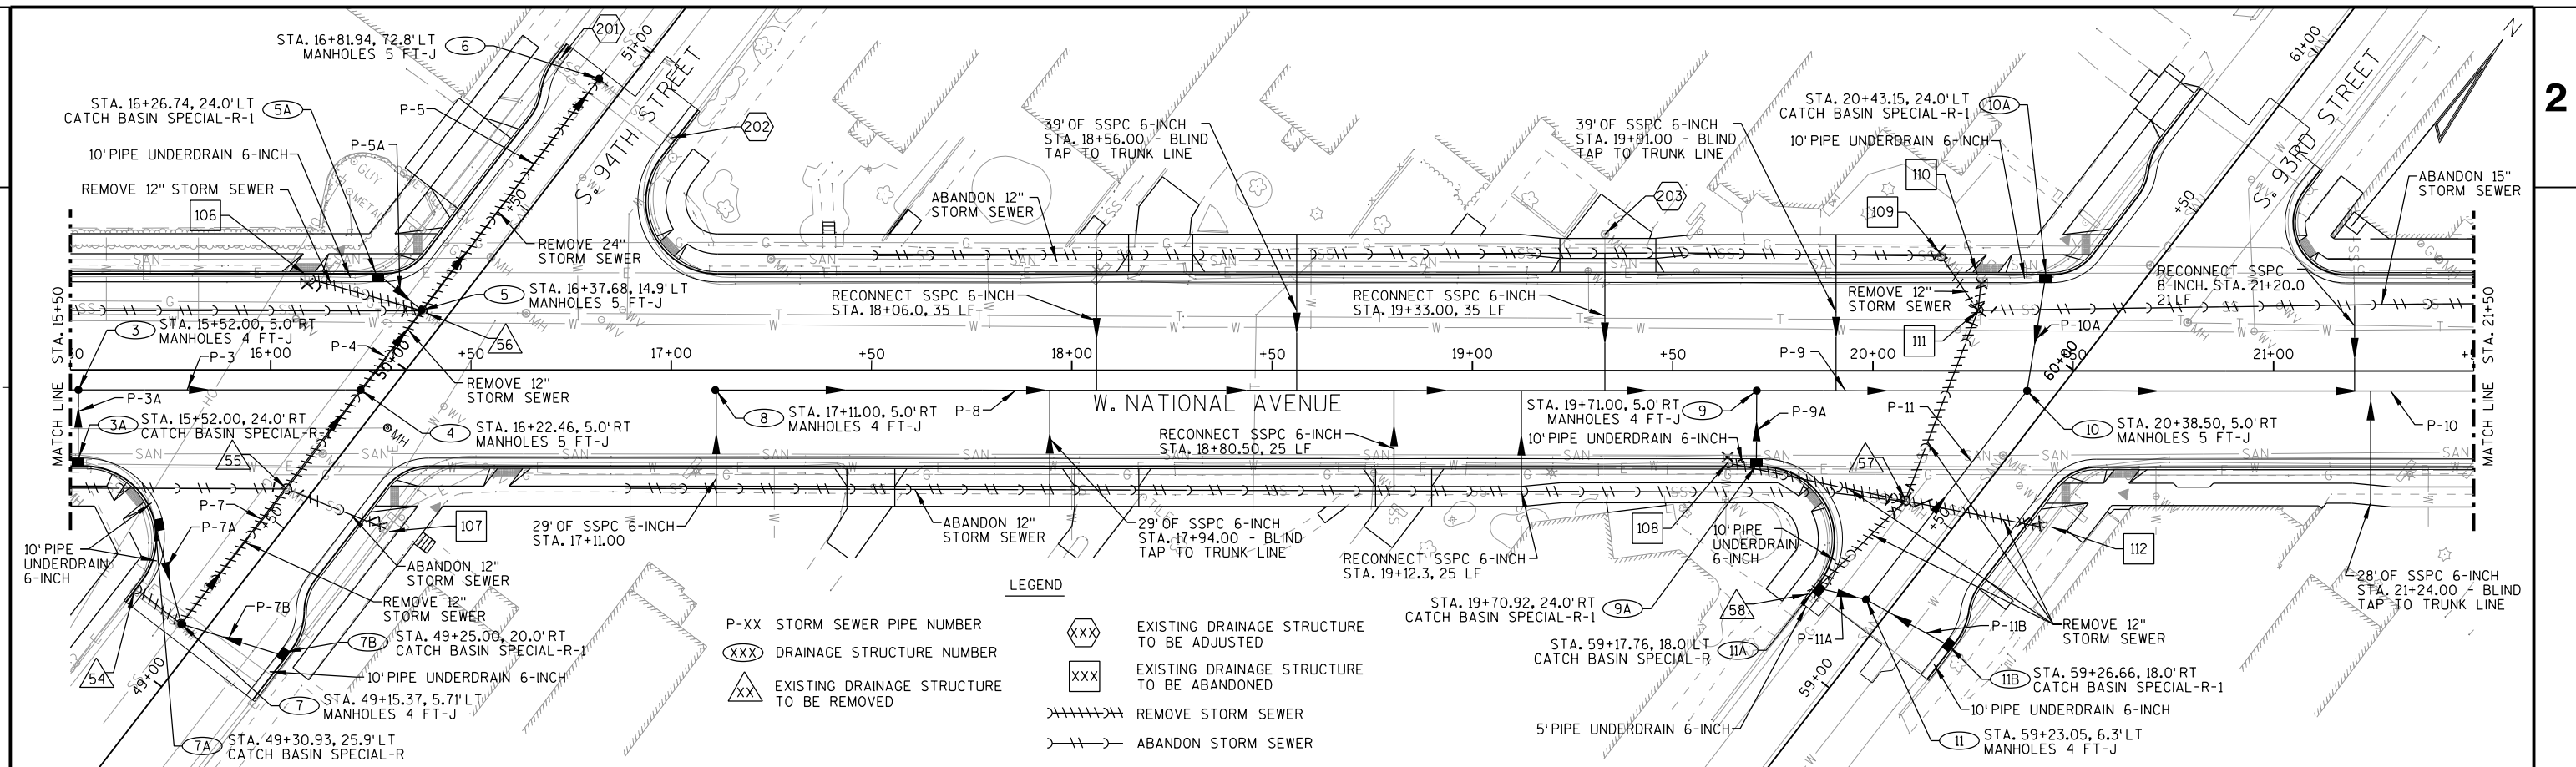 2
N
201
51+00
6
STA. 16+81.94, 72.8' LT
MANHOLES 5 FT-J
S. 94TH STREET
STA. 16+26.74, 24.0' LT
CATCH BASIN SPECIAL-R-1
5A
P-5
P-5A
202
10' PIPE UNDERDRAIN 6-INCH
REMOVE 12" STORM SEWER
106
GUY
METAL
+50
REMOVE 24"
STORM SEWER
ABANDON 12"
STORM SEWER
39' OF SSPC 6-INCH
STA. 18+56.00 - BLIND
TAP TO TRUNK LINE
39' OF SSPC 6-INCH
STA. 19+91.00 - BLIND
TAP TO TRUNK LINE
203
STA. 20+43.15, 24.0' LT
CATCH BASIN SPECIAL-R-1
10A
10' PIPE UNDERDRAIN 6-INCH
110
109
61+00
S. 93RD STREET
+50
ABANDON 15"
STORM SEWER
RECONNECT SSPC
8-INCH. STA. 21+20.0
21 LF
REMOVE 12"
STORM SEWER
111
P-10A
5
STA. 16+37.68, 14.9' LT
MANHOLES 5 FT-J
56
RECONNECT SSPC 6-INCH
STA. 18+06.0, 35 LF
RECONNECT SSPC 6-INCH
STA. 19+33.00, 35 LF
MATCH LINE STA. 15+50
MATCH LINE STA. 21+50
3
STA. 15+52.00, 5.0' RT
MANHOLES 4 FT-J
P-3
P-4
50+00
16+00
+50
17+00
+50
18+00
+50
19+00
+50
20+00
+50
21+00
60+00
P-9
REMOVE 12"
STORM SEWER
P-3A
3A
STA. 15+52.00, 24.0' RT
CATCH BASIN SPECIAL-R
55
4
STA. 16+22.46, 5.0' RT
MANHOLES 5 FT-J
8
STA. 17+11.00, 5.0' RT
MANHOLES 4 FT-J
P-8
W. NATIONAL AVENUE
RECONNECT SSPC 6-INCH
STA. 18+80.50, 25 LF
STA. 19+71.00, 5.0' RT
MANHOLES 4 FT-J
9
P-9A
10' PIPE UNDERDRAIN 6-INCH
P-11
57
10
STA. 20+38.50, 5.0' RT
MANHOLES 5 FT-J
P-10
P-7
P-7A
+50
107
10' PIPE
UNDERDRAIN
6-INCH
ABANDON 12"
STORM SEWER
REMOVE 12"
STORM SEWER
29' OF SSPC 6-INCH
STA. 17+11.00
ABANDON 12"
STORM SEWER
29' OF SSPC 6-INCH
STA. 17+94.00 - BLIND
TAP TO TRUNK LINE
RECONNECT SSPC 6-INCH
STA. 19+12.3, 25 LF
108
10' PIPE
UNDERDRAIN
6-INCH
+50
112
28' OF SSPC 6-INCH
STA. 21+24.00 - BLIND
TAP TO TRUNK LINE
P-7B
7B
STA. 49+25.00, 20.0' RT
CATCH BASIN SPECIAL-R-1
54
49+00
10' PIPE UNDERDRAIN 6-INCH
7
STA. 49+15.37, 5.71' LT
MANHOLES 4 FT-J
7A
STA. 49+30.93, 25.9' LT
CATCH BASIN SPECIAL-R
LEGEND
P-XX STORM SEWER PIPE NUMBER
XXX DRAINAGE STRUCTURE NUMBER
XX EXISTING DRAINAGE STRUCTURE
TO BE REMOVED
XXX EXISTING DRAINAGE STRUCTURE
TO BE ADJUSTED
XXX EXISTING DRAINAGE STRUCTURE
TO BE ABANDONED
REMOVE STORM SEWER
ABANDON STORM SEWER
STA. 19+70.92, 24.0' RT
CATCH BASIN SPECIAL-R-1
9A
58
STA. 59+17.76, 18.0' LT
CATCH BASIN SPECIAL-R
11A
P-11A
P-11B
REMOVE 12"
STORM SEWER
59+00
11B
STA. 59+26.66, 18.0' RT
CATCH BASIN SPECIAL-R-1
10' PIPE UNDERDRAIN 6-INCH
5' PIPE UNDERDRAIN 6-INCH
11
STA. 59+23.05, 6.3' LT
MANHOLES 4 FT-J